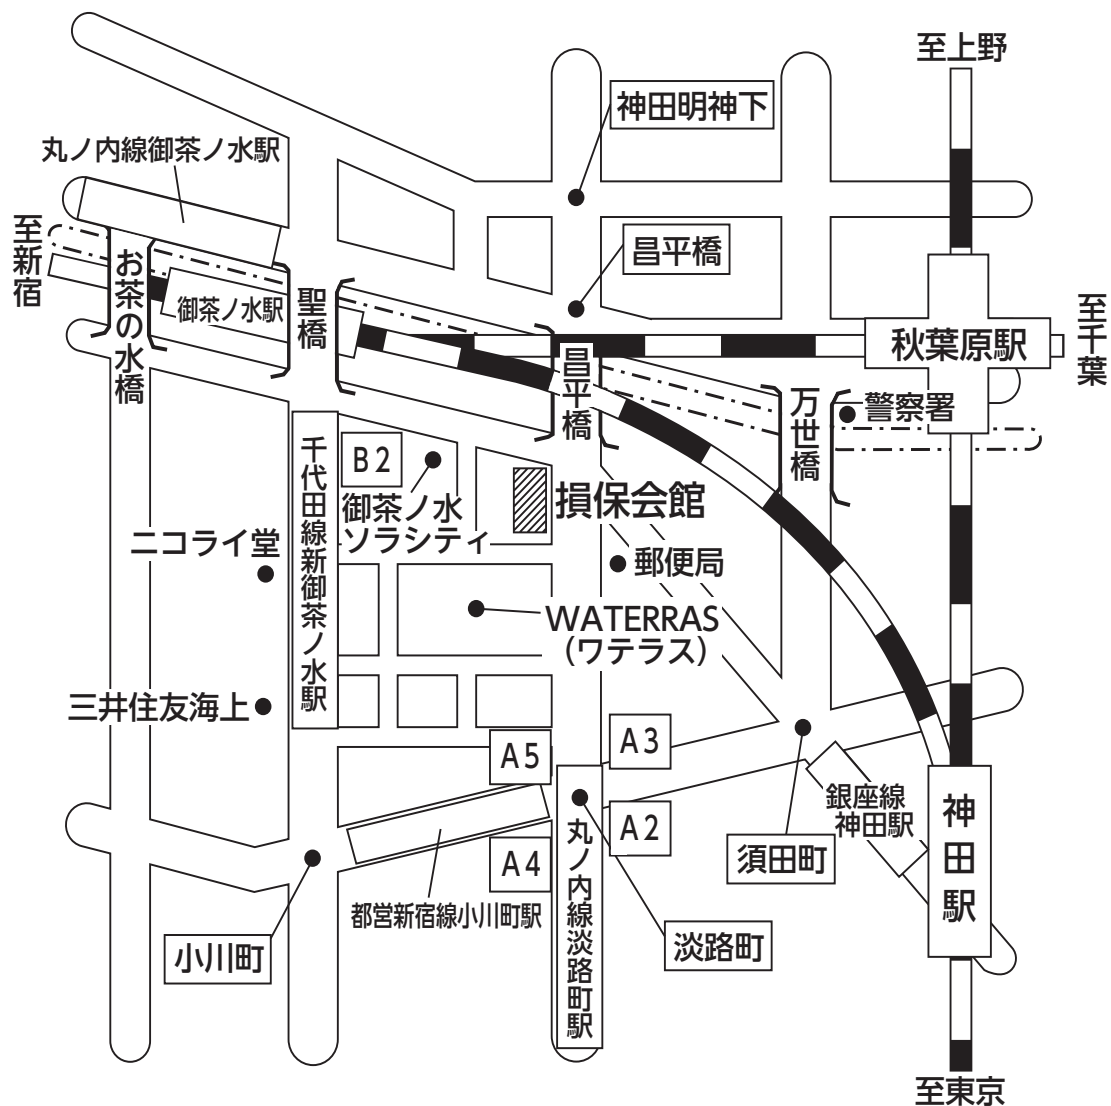 至上野
神田明神下
丸ノ内線御茶ノ水駅
至新宿
お茶の水橋
御茶ノ水駅
聖橋
昌平橋
至千葉
秋葉原駅
昌平橋
万世橋
警察署
千代田線新御茶ノ水駅
B2
御茶ノ水
ソラシティ
損保会館
ニコライ堂
郵便局
WATERRAS
（ワテラス）
三井住友海上
A5
A3
A4
A2
丸ノ内線淡路町駅
銀座線
神田駅
神田駅
須田町
都営新宿線小川町駅
小川町
淡路町
至東京